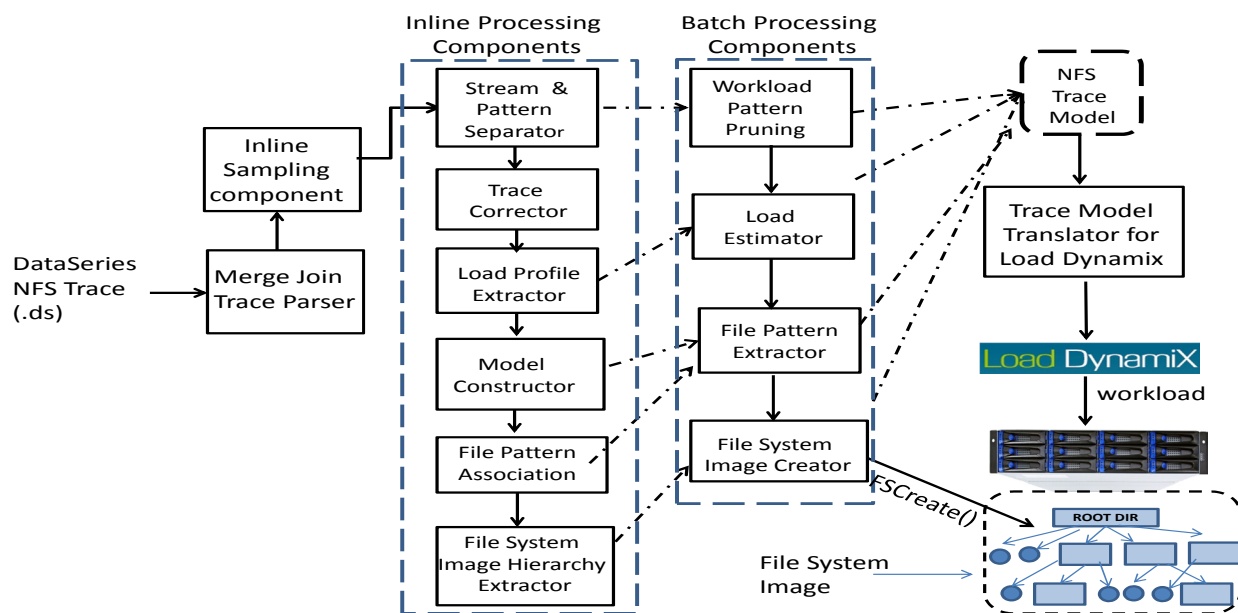 Inline Processing
Components
Batch Processing
Components
DataSeries
NFS Trace
(.ds)
Merge Join
Trace Parser
Inline
Sampling
component
Stream &
Pattern
Separator
Trace
Corrector
Load Profile
Extractor
Model
Constructor
File Pattern
Association
File System
Image Hierarchy
Extractor
Workload
Pattern
Pruning
Load
Estimator
File Pattern
Extractor
File System
Image Creator
NFS
Trace
Model
Trace Model
Translator for
Load Dynamix
Load DynamiX
workload
FSCreate()
ROOT DIR
File System
Image